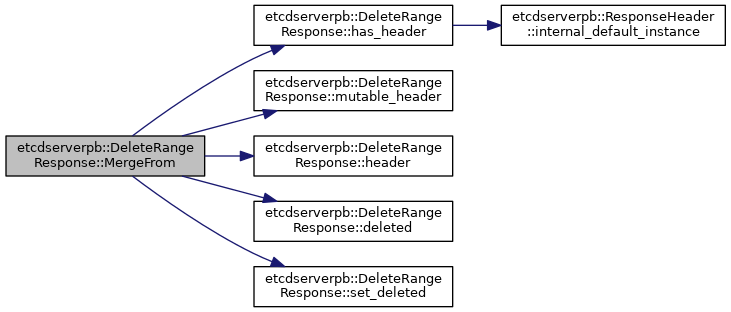 etcdserverpb::DeleteRange
Response::has_header
etcdserverpb::ResponseHeader
::internal_default_instance
etcdserverpb::DeleteRange
Response::mutable_header
etcdserverpb::DeleteRange
Response::MergeFrom
etcdserverpb::DeleteRange
Response::header
etcdserverpb::DeleteRange
Response::deleted
etcdserverpb::DeleteRange
Response::set_deleted